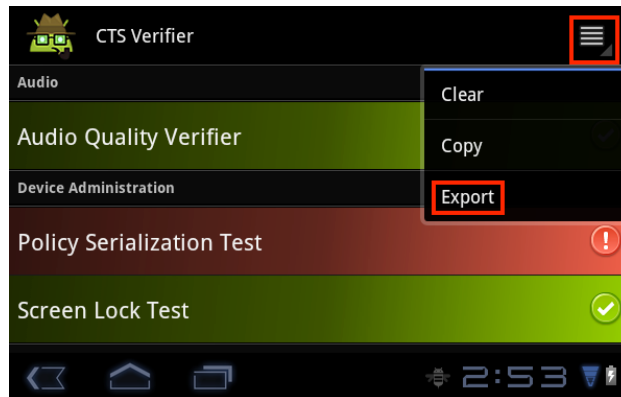 CTS Verifier
Audio
Clear
Audio Quality Verifier
Copy
Device Administration
Export
Policy Serialization Test
Screen Lock Test
2:53